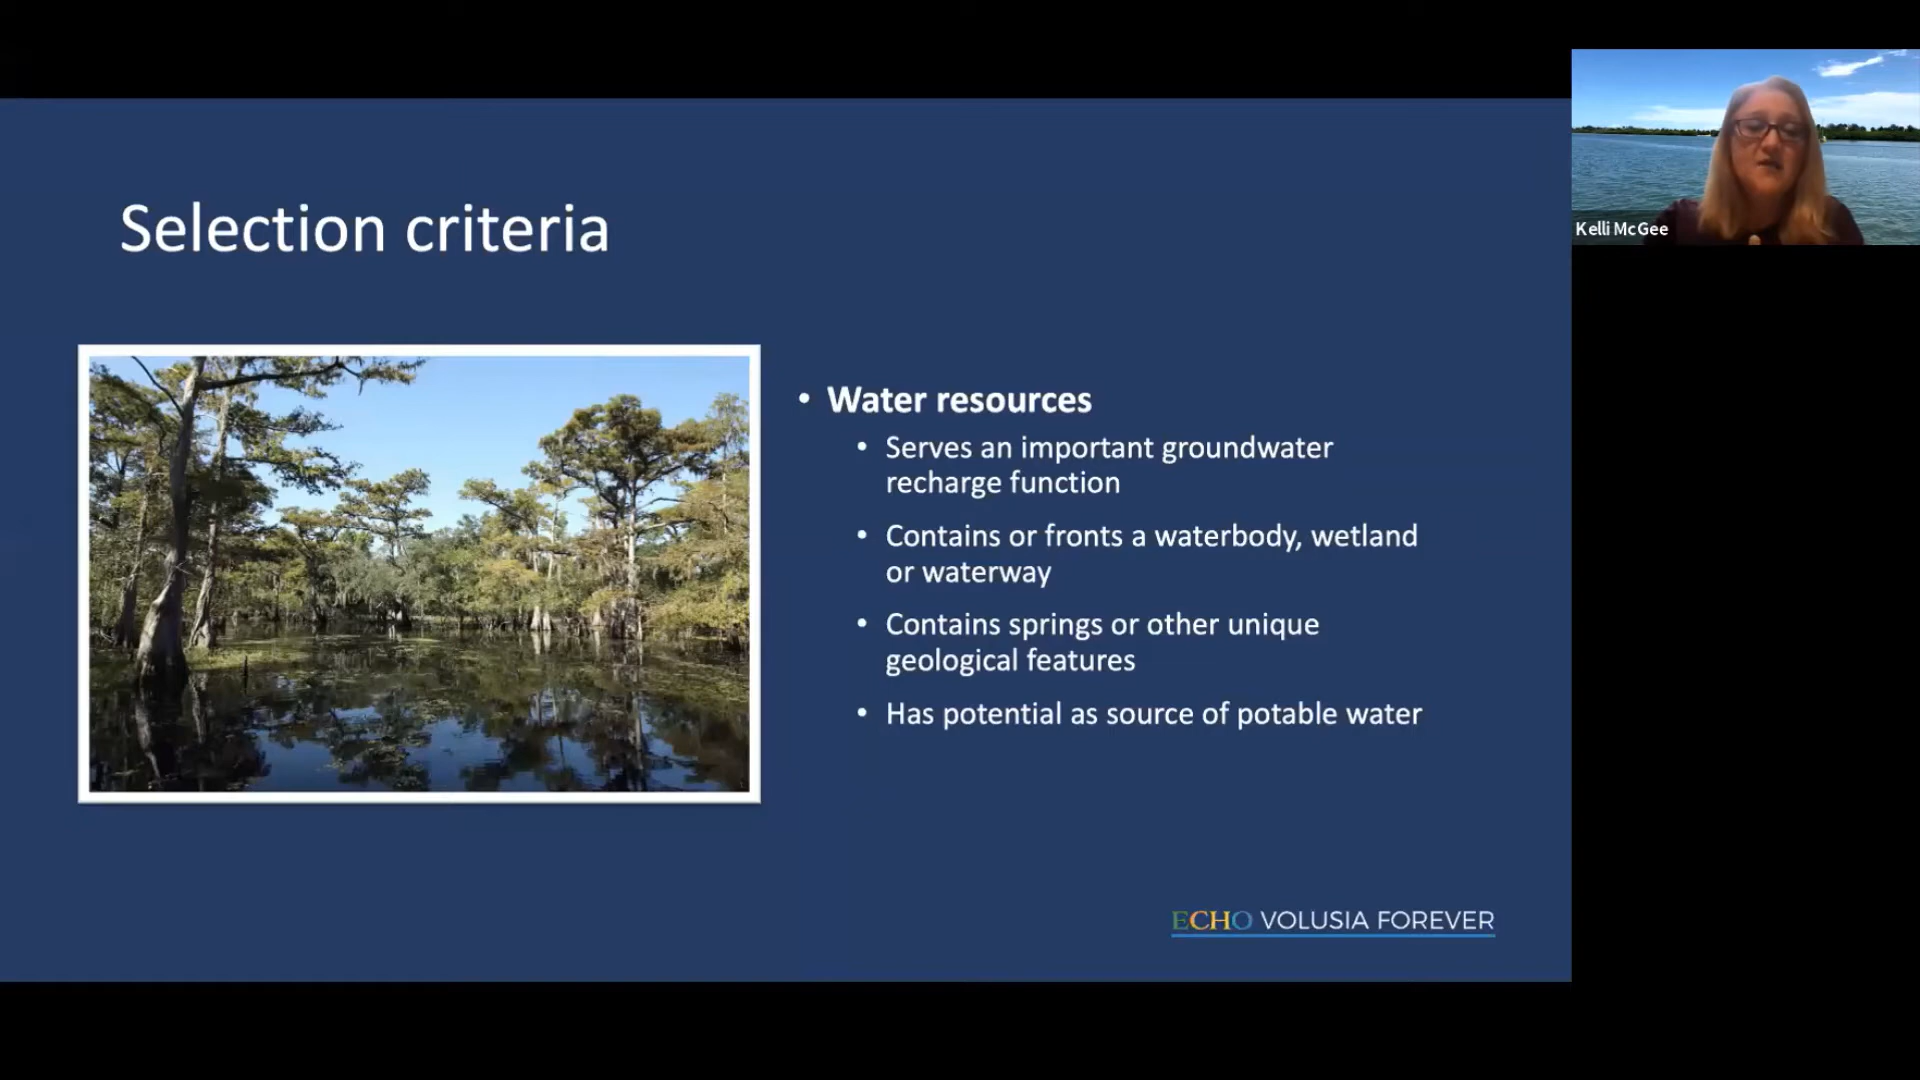 Selection criteria
• Water resources
• Serves an important groundwater
recharge function
• Contains or fronts a waterbody, wetland
or waterway
• Contains springs or other unique
geological features
• Has potential as source of potable water
ECHO VOLUSIA FOREVER
Kelli McGee